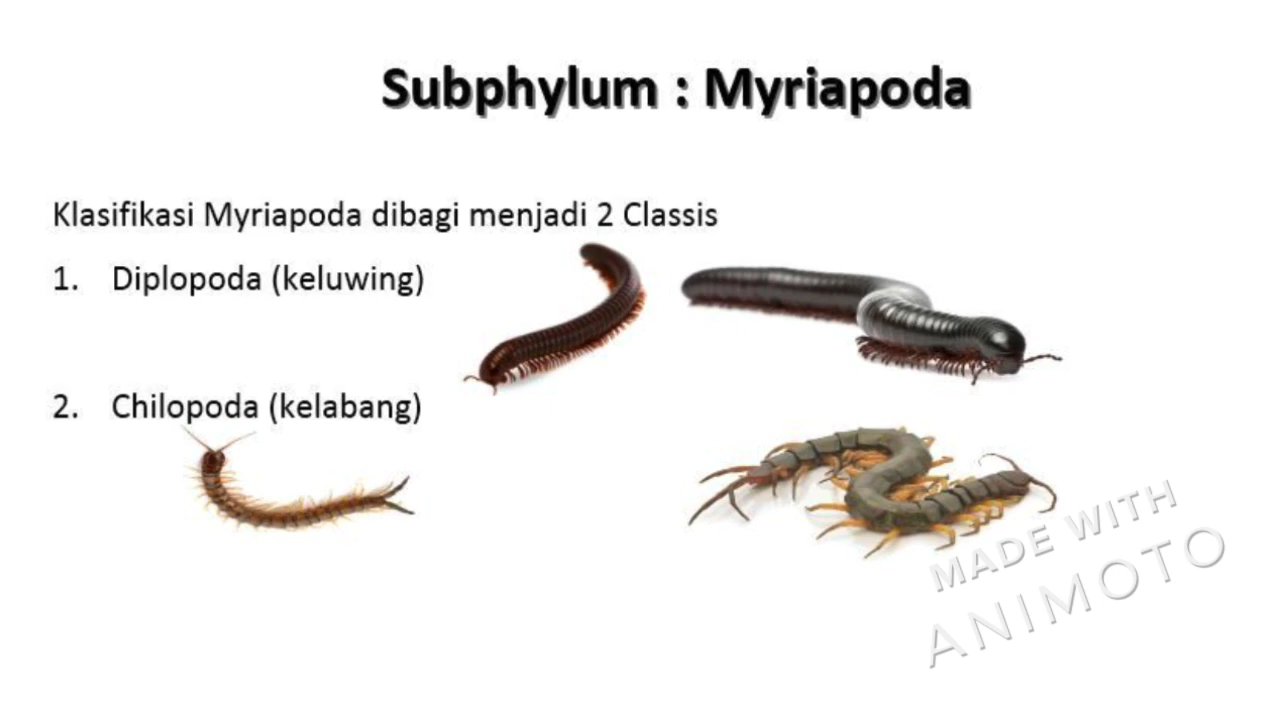 Subphylum : Myriapoda
Klasifikasi Myriapoda dibagi menjadi 2 Classis
1. Diplopoda (keluwing)
2. Chilopoda (kelabang)
MADE WITH
ANIMOTO